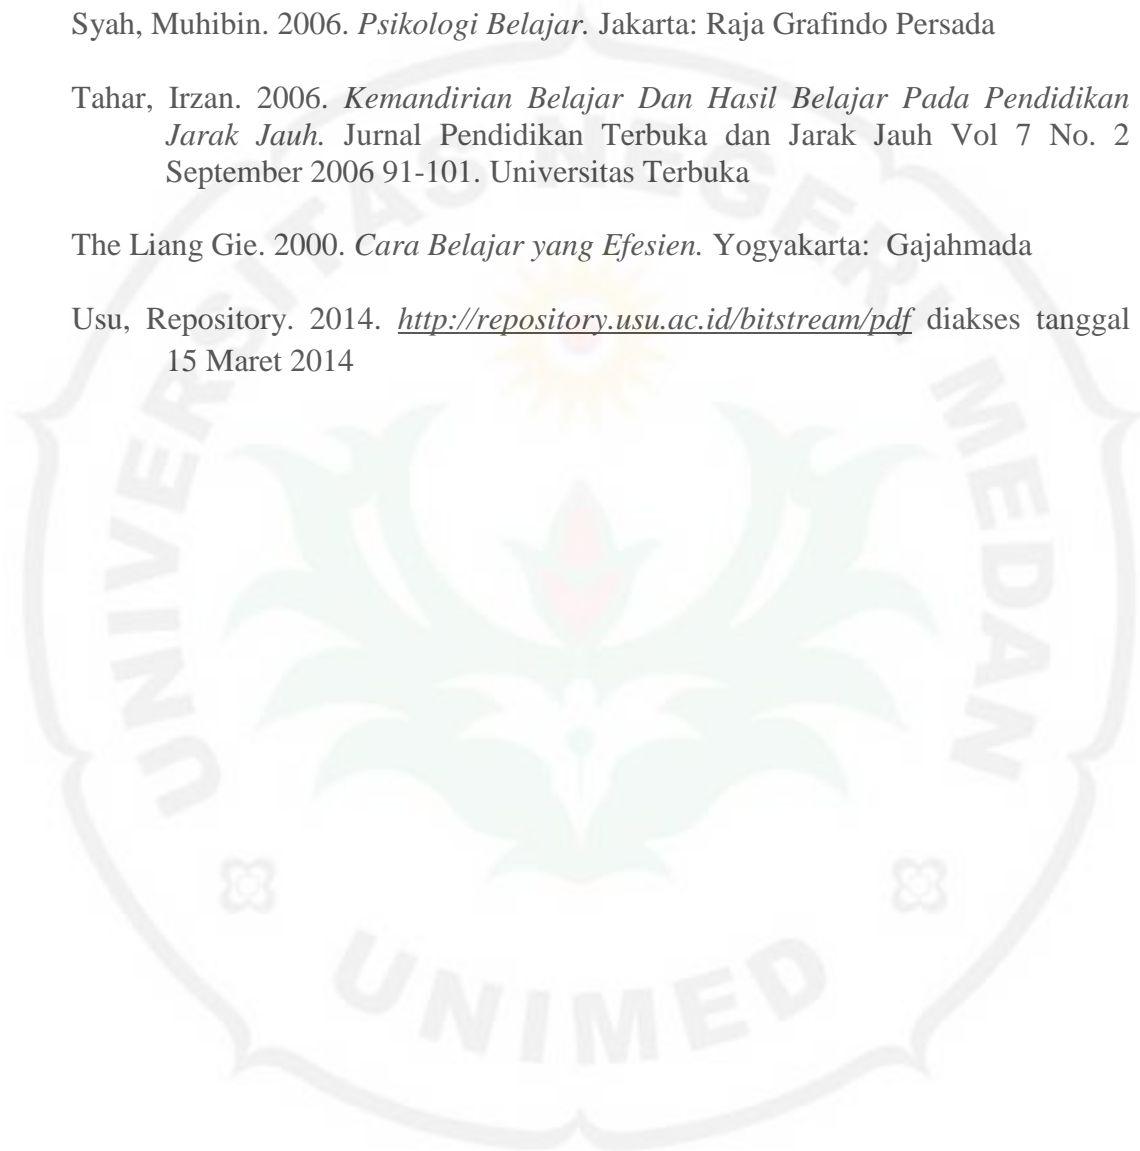 Syah, Muhibin. 2006. Psikologi Belajar. Jakarta: Raja Grafindo Persada
Tahar, Irzan. 2006. Kemandirian Belajar Dan Hasil Belajar Pada Pendidikan
Jarak Jauh. Jurnal Pendidikan Terbuka dan Jarak Jauh Vol 7 No. 2
September 2006 91-101. Universitas Terbuka
The Liang Gie. 2000. Cara Belajar yang Efesien. Yogyakarta: Gajahmada
Usu, Repository. 2014. http://repository.usu.ac.id/bitstream/pdf diakses tanggal
15 Maret 2014
UNIVERSITAS NEGERI MEDAN
UNIMED